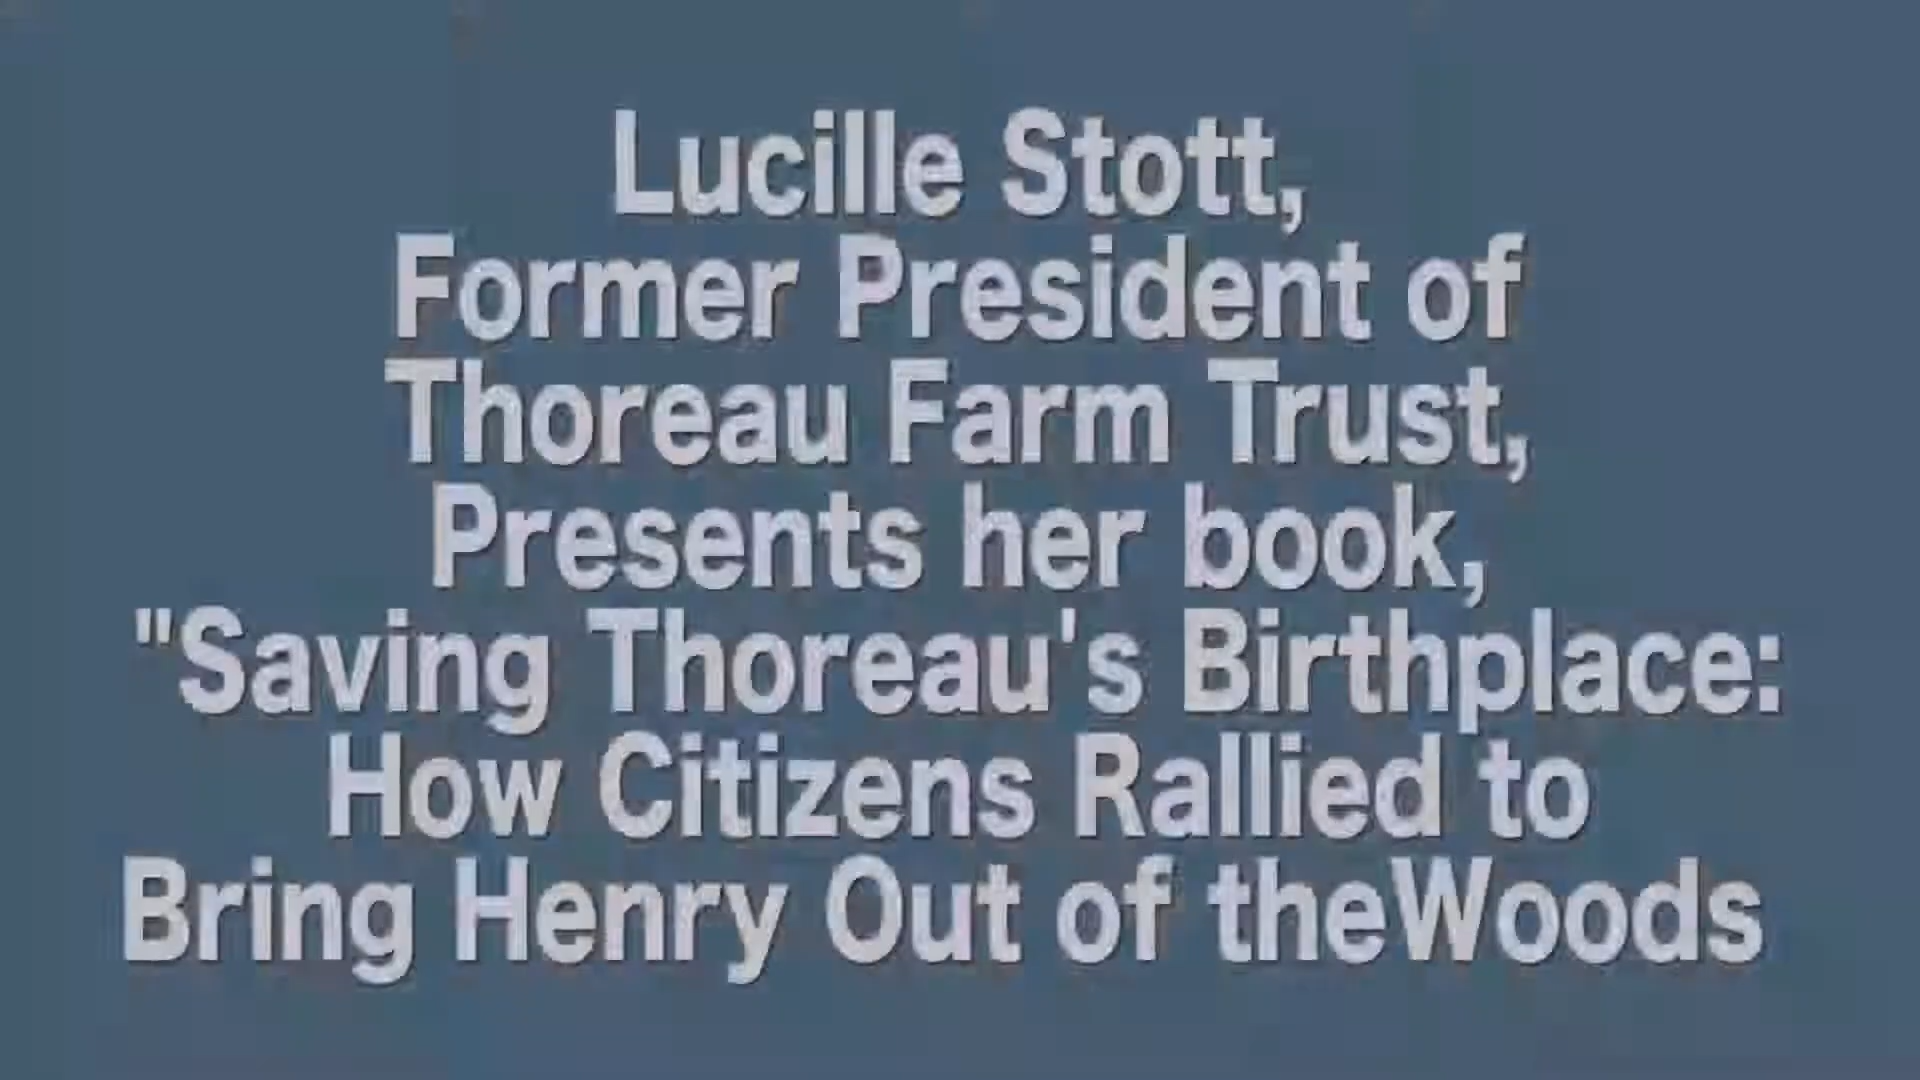 Lucille Stott,
Former President of
Thoreau Farm Trust,
Presents her book,
"Saving Thoreau's Birthplace:
How Citizens Rallied to
Bring Henry Out of theWoods